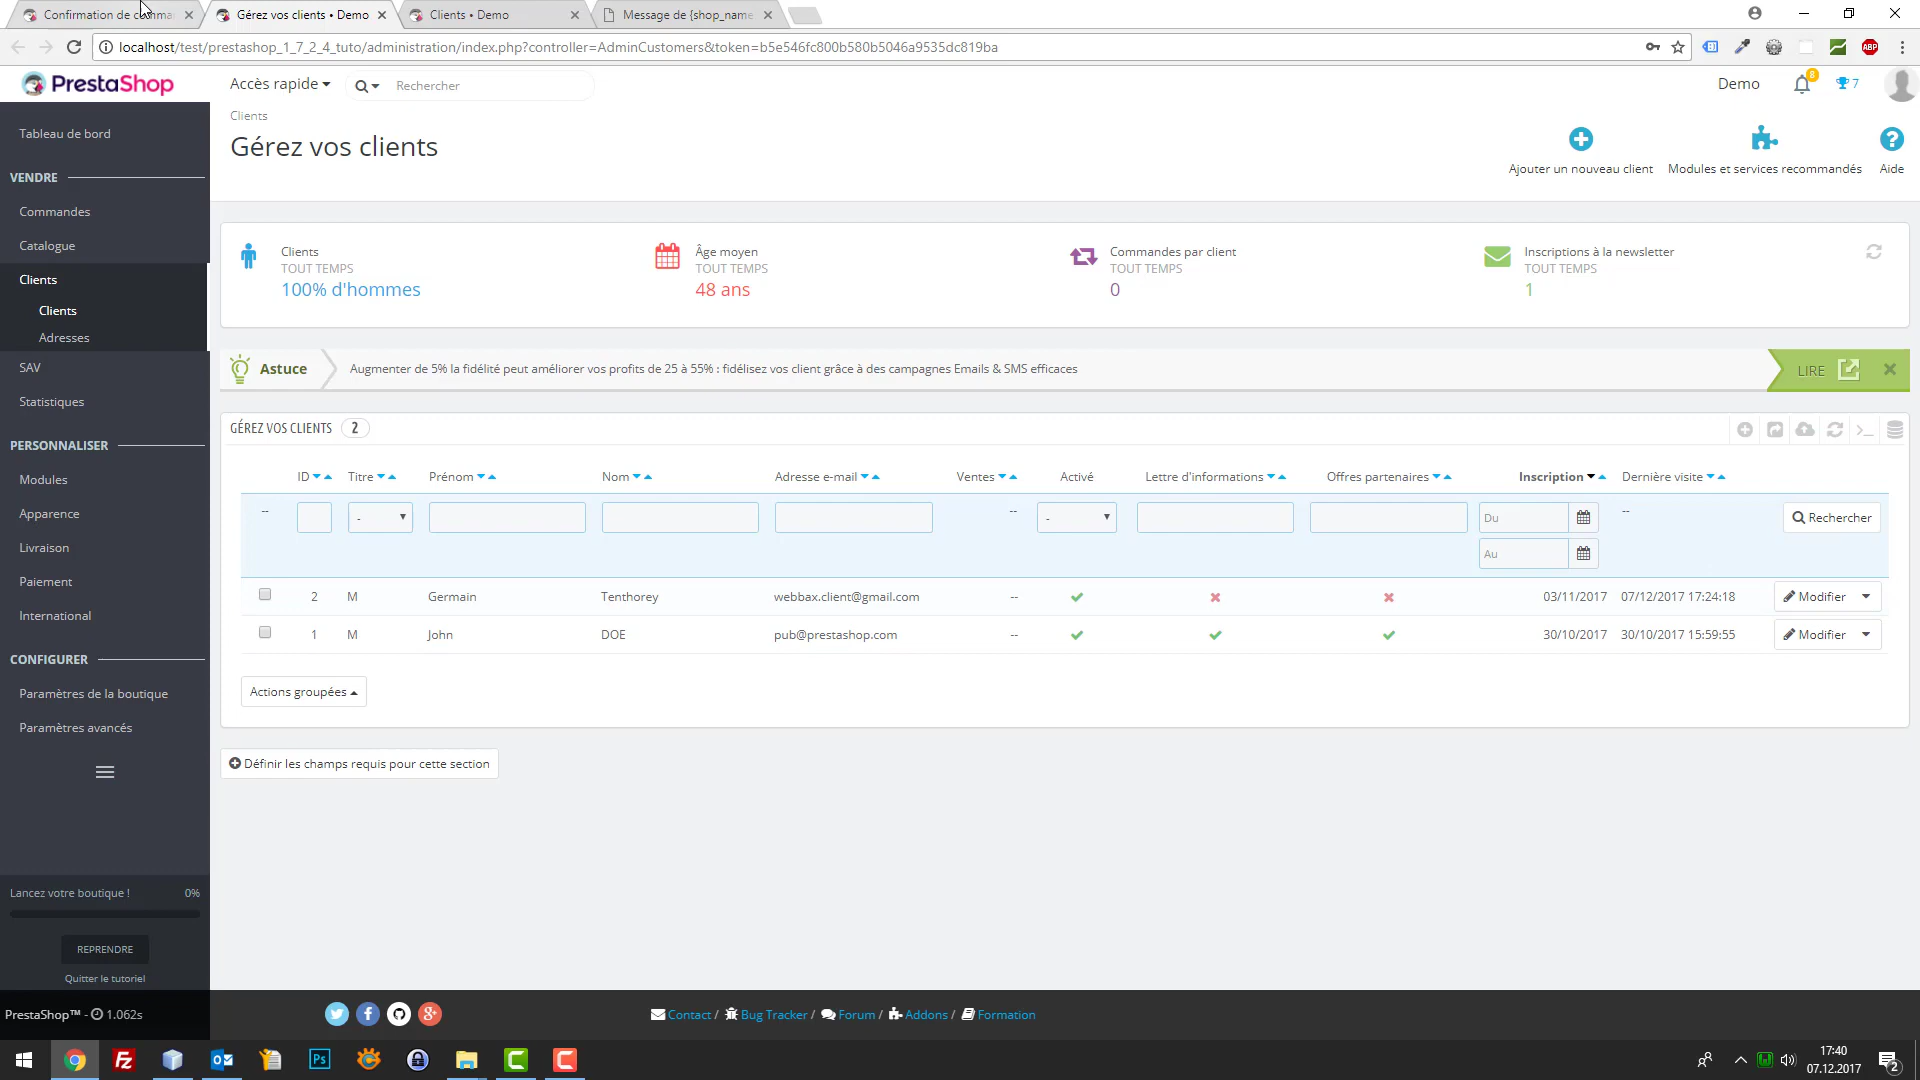 Confirmation de comma
Gérez vos clients • Demo
Clients • Demo
Message de {shop_name
localhost/test/prestashop_1_7_2_4_tuto/administration/index.php?controller=AdminCustomers&token=b5e546fc800b580b5046a9535dc819ba
ABP
PrestaShop
Accès rapide
Rechercher
Demo
8
7
Clients
Gérez vos clients
Ajouter un nouveau client
Modules et services recommandés
Aide
Tableau de bord
VENDRE
Commandes
Catalogue
Clients
Clients
Adresses
SAV
Statistiques
PERSONNALISER
Modules
Apparence
Livraison
Paiement
International
CONFIGURER
Paramètres de la boutique
Paramètres avancés
Lancez votre boutique ! 0%
REPRENDRE
Quitter le tutoriel
PrestaShop™ - 1.062s
Clients
TOUT TEMPS
100% d'hommes
Âge moyen
TOUT TEMPS
48 ans
Commandes par client
TOUT TEMPS
0
Inscriptions à la newsletter
TOUT TEMPS
1
Astuce
Augmenter de 5% la fidélité peut améliorer vos profits de 25 à 55% : fidélisez vos client grâce à des campagnes Emails & SMS efficaces
LIRE
GÉREZ VOS CLIENTS 2
ID Titre Prénom Nom Adresse e-mail Ventes Activé Lettre d'informations Offres partenaires Inscription Dernière visite
-- - -- - Du -- Rechercher
Au
2 M Germain Tenthorey webbax.client@gmail.com -- 03/11/2017 07/12/2017 17:24:18 Modifier
1 M John DOE pub@prestashop.com -- 30/10/2017 30/10/2017 15:59:55 Modifier
Actions groupées
Définir les champs requis pour cette section
Contact / Bug Tracker / Forum / Addons / Formation
Ps
17:40
07.12.2017
2